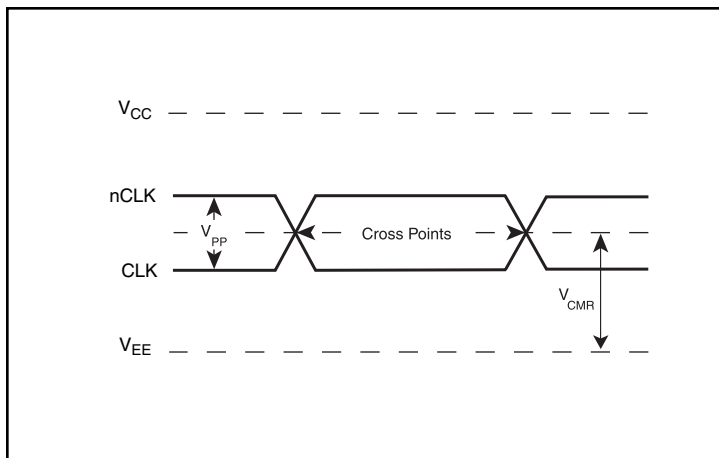 VCC
nCLK
VPP
Cross Points
CLK
VCMR
VEE